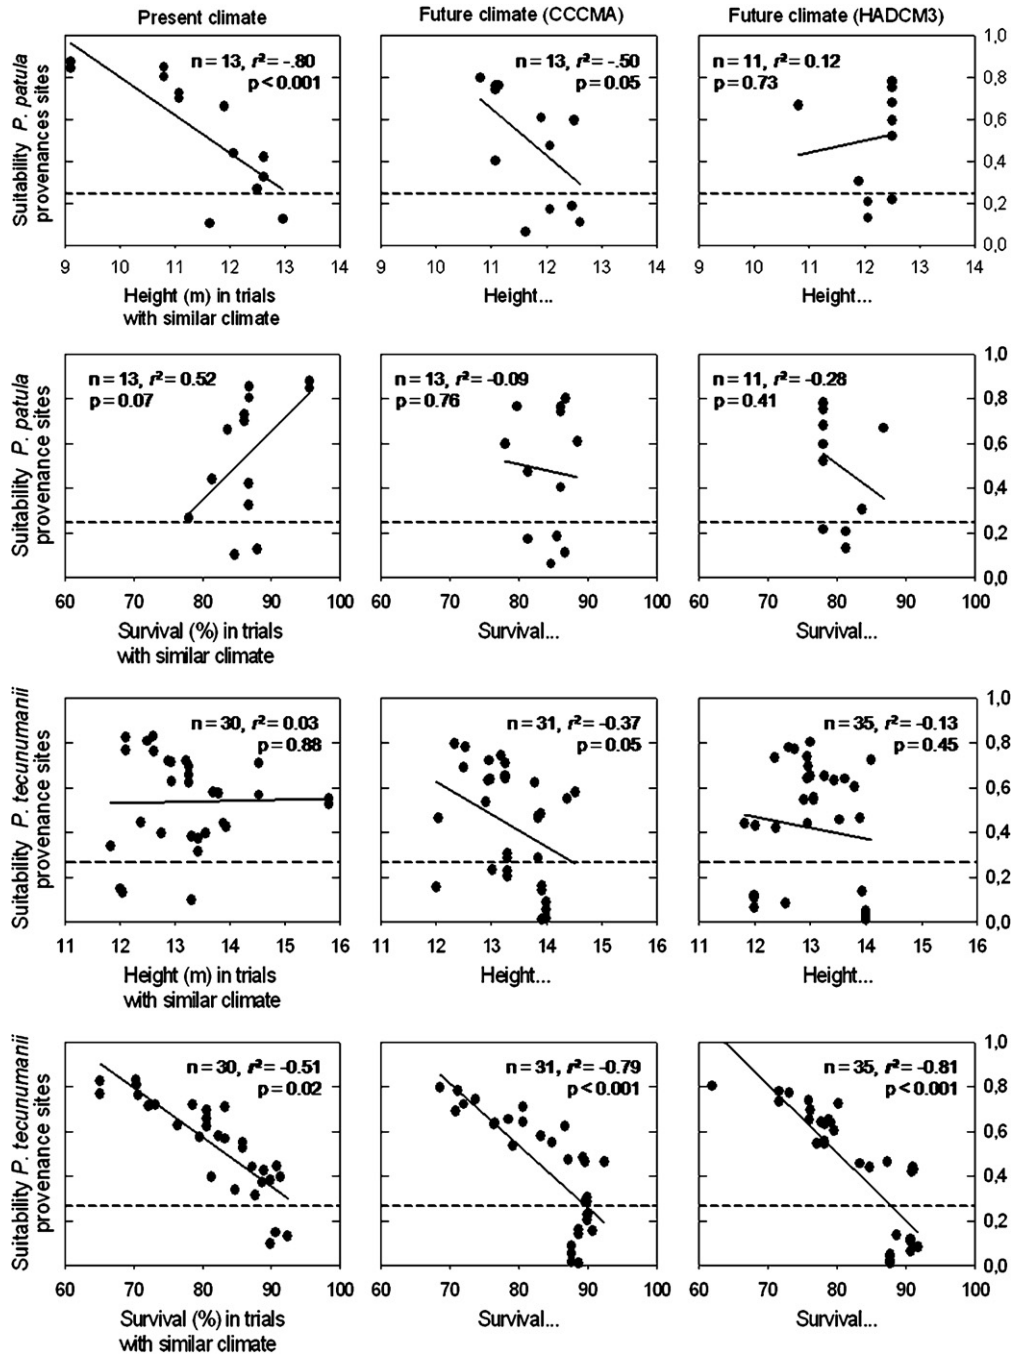 Present climate
Future climate (CCCMA)
Future climate (HADCM3)
Suitability P. patula
provenances sites
n = 13, r² = -.80
p < 0.001
n = 13, r² = -.50
p = 0.05
n = 11, r² = 0.12
p = 0.73
1,0
0,8
0,6
0,4
0,2
0,0
9 10 11 12 13 14
9 10 11 12 13 14
9 10 11 12 13 14
Height (m) in trials
with similar climate
Height...
Height...
Suitability P. patula
provenance sites
n = 13, r² = 0.52
p = 0.07
n = 13, r² = -0.09
p = 0.76
n = 11, r² = -0.28
p = 0.41
1,0
0,8
0,6
0,4
0,2
0,0
60 70 80 90 100
60 70 80 90 100
60 70 80 90 100
Survival (%) in trials
with similar climate
Survival...
Survival...
Suitability P. tecunumanii
provenance sites
n = 30, r² = 0.03
p = 0.88
n = 31, r² = -0.37
p = 0.05
n = 35, r² = -0.13
p = 0.45
1,0
0,8
0,6
0,4
0,2
0,0
11 12 13 14 15 16
11 12 13 14 15 16
11 12 13 14 15 16
Height (m) in trials
with similar climate
Height...
Height...
Suitability P. tecunumanii
provenance sites
n = 30, r² = -0.51
p = 0.02
n = 31, r² = -0.79
p < 0.001
n = 35, r² = -0.81
p < 0.001
1,0
0,8
0,6
0,4
0,2
0,0
60 70 80 90 100
60 70 80 90 100
60 70 80 90 100
Survival (%) in trials
with similar climate
Survival...
Survival...